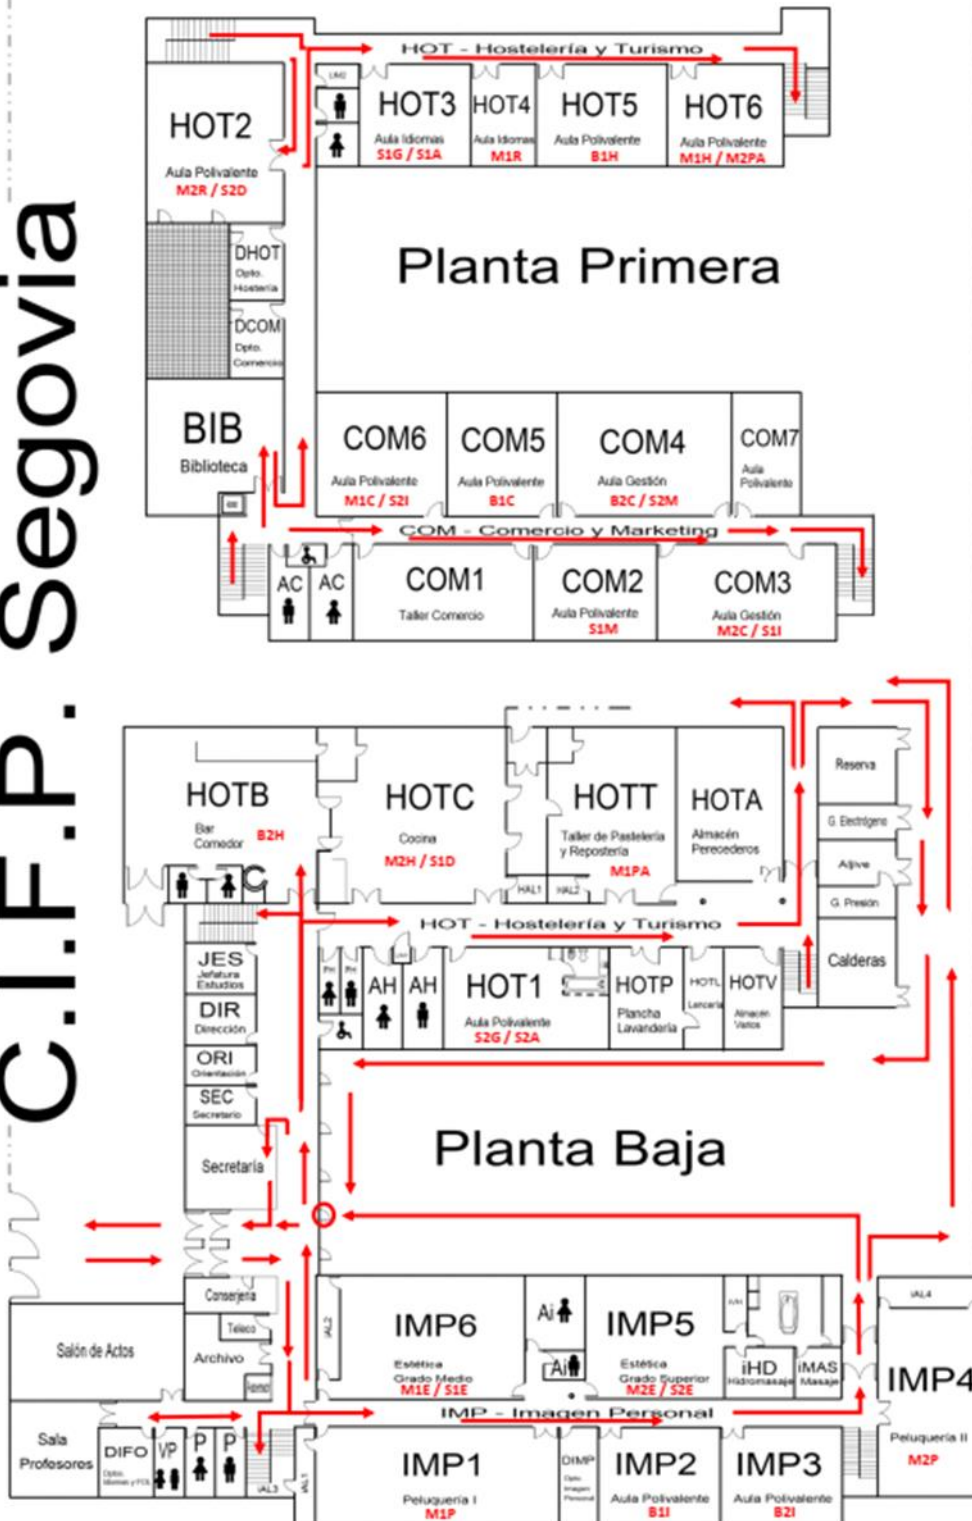 C.I.F.P. Segovia
HOT - Hostelería y Turismo
HOT2
Aula Polivalente
M2R / S2D
HOT3
Aula Idiomas
S1G / S1A
HOT4
Aula Idiomas
M1R
HOT5
Aula Polivalente
B1H
HOT6
Aula Polivalente
M1H / M2PA
DHOT
Dpto.
Hostería
DCOM
Dpto.
Comercio
Planta Primera
BIB
Biblioteca
COM6
Aula Polivalente
M1C / S2I
COM5
Aula Polivalente
B1C
COM4
Aula Gestión
B2C / S2M
COM7
Aula
Polivalente
COM - Comercio y Marketing
AC
AC
COM1
Taller Comercio
COM2
Aula Polivalente
S1M
COM3
Aula Gestión
M2C / S1I
HOTB
Bar
Comedor
B2H
C
HOTC
Cocina
M2H / S1D
HOTT
Taller de Pastelería
y Repostería
M1PA
HAL1
HAL2
HOTA
Almacén
Perecederos
Reserva
G. Electrógeno
Aljive
G. Presión
Calderas
HOT - Hostelería y Turismo
JES
Jefatura
Estudios
DIR
Dirección
ORI
Orientación
SEC
Secretario
Secretaría
PH
PH
AH
AH
HOT1
Aula Polivalente
S2G / S2A
HOTP
Plancha
Lavandería
HOTL
Lencería
HOTV
Almacén
Varios
Planta Baja
Conserjería
Teleco
Archivo
Salón de Actos
Sala
Profesores
DIFO
VP
P
P
IAL3
IAL2
IMP6
Estética
Grado Medio
M1E / S1E
Ai
Ai
IMP5
Estética
Grado Superior
M2E / S2E
iHD
Hidromasaje
iMAS
Masaje
IAL4
IMP4
Peluquería II
M2P
IMP - Imagen Personal
IAL1
IMP1
Peluquería I
M1P
DIMP
Dpto
Imagen
Personal
IMP2
Aula Polivalente
B1I
IMP3
Aula Polivalente
B2I